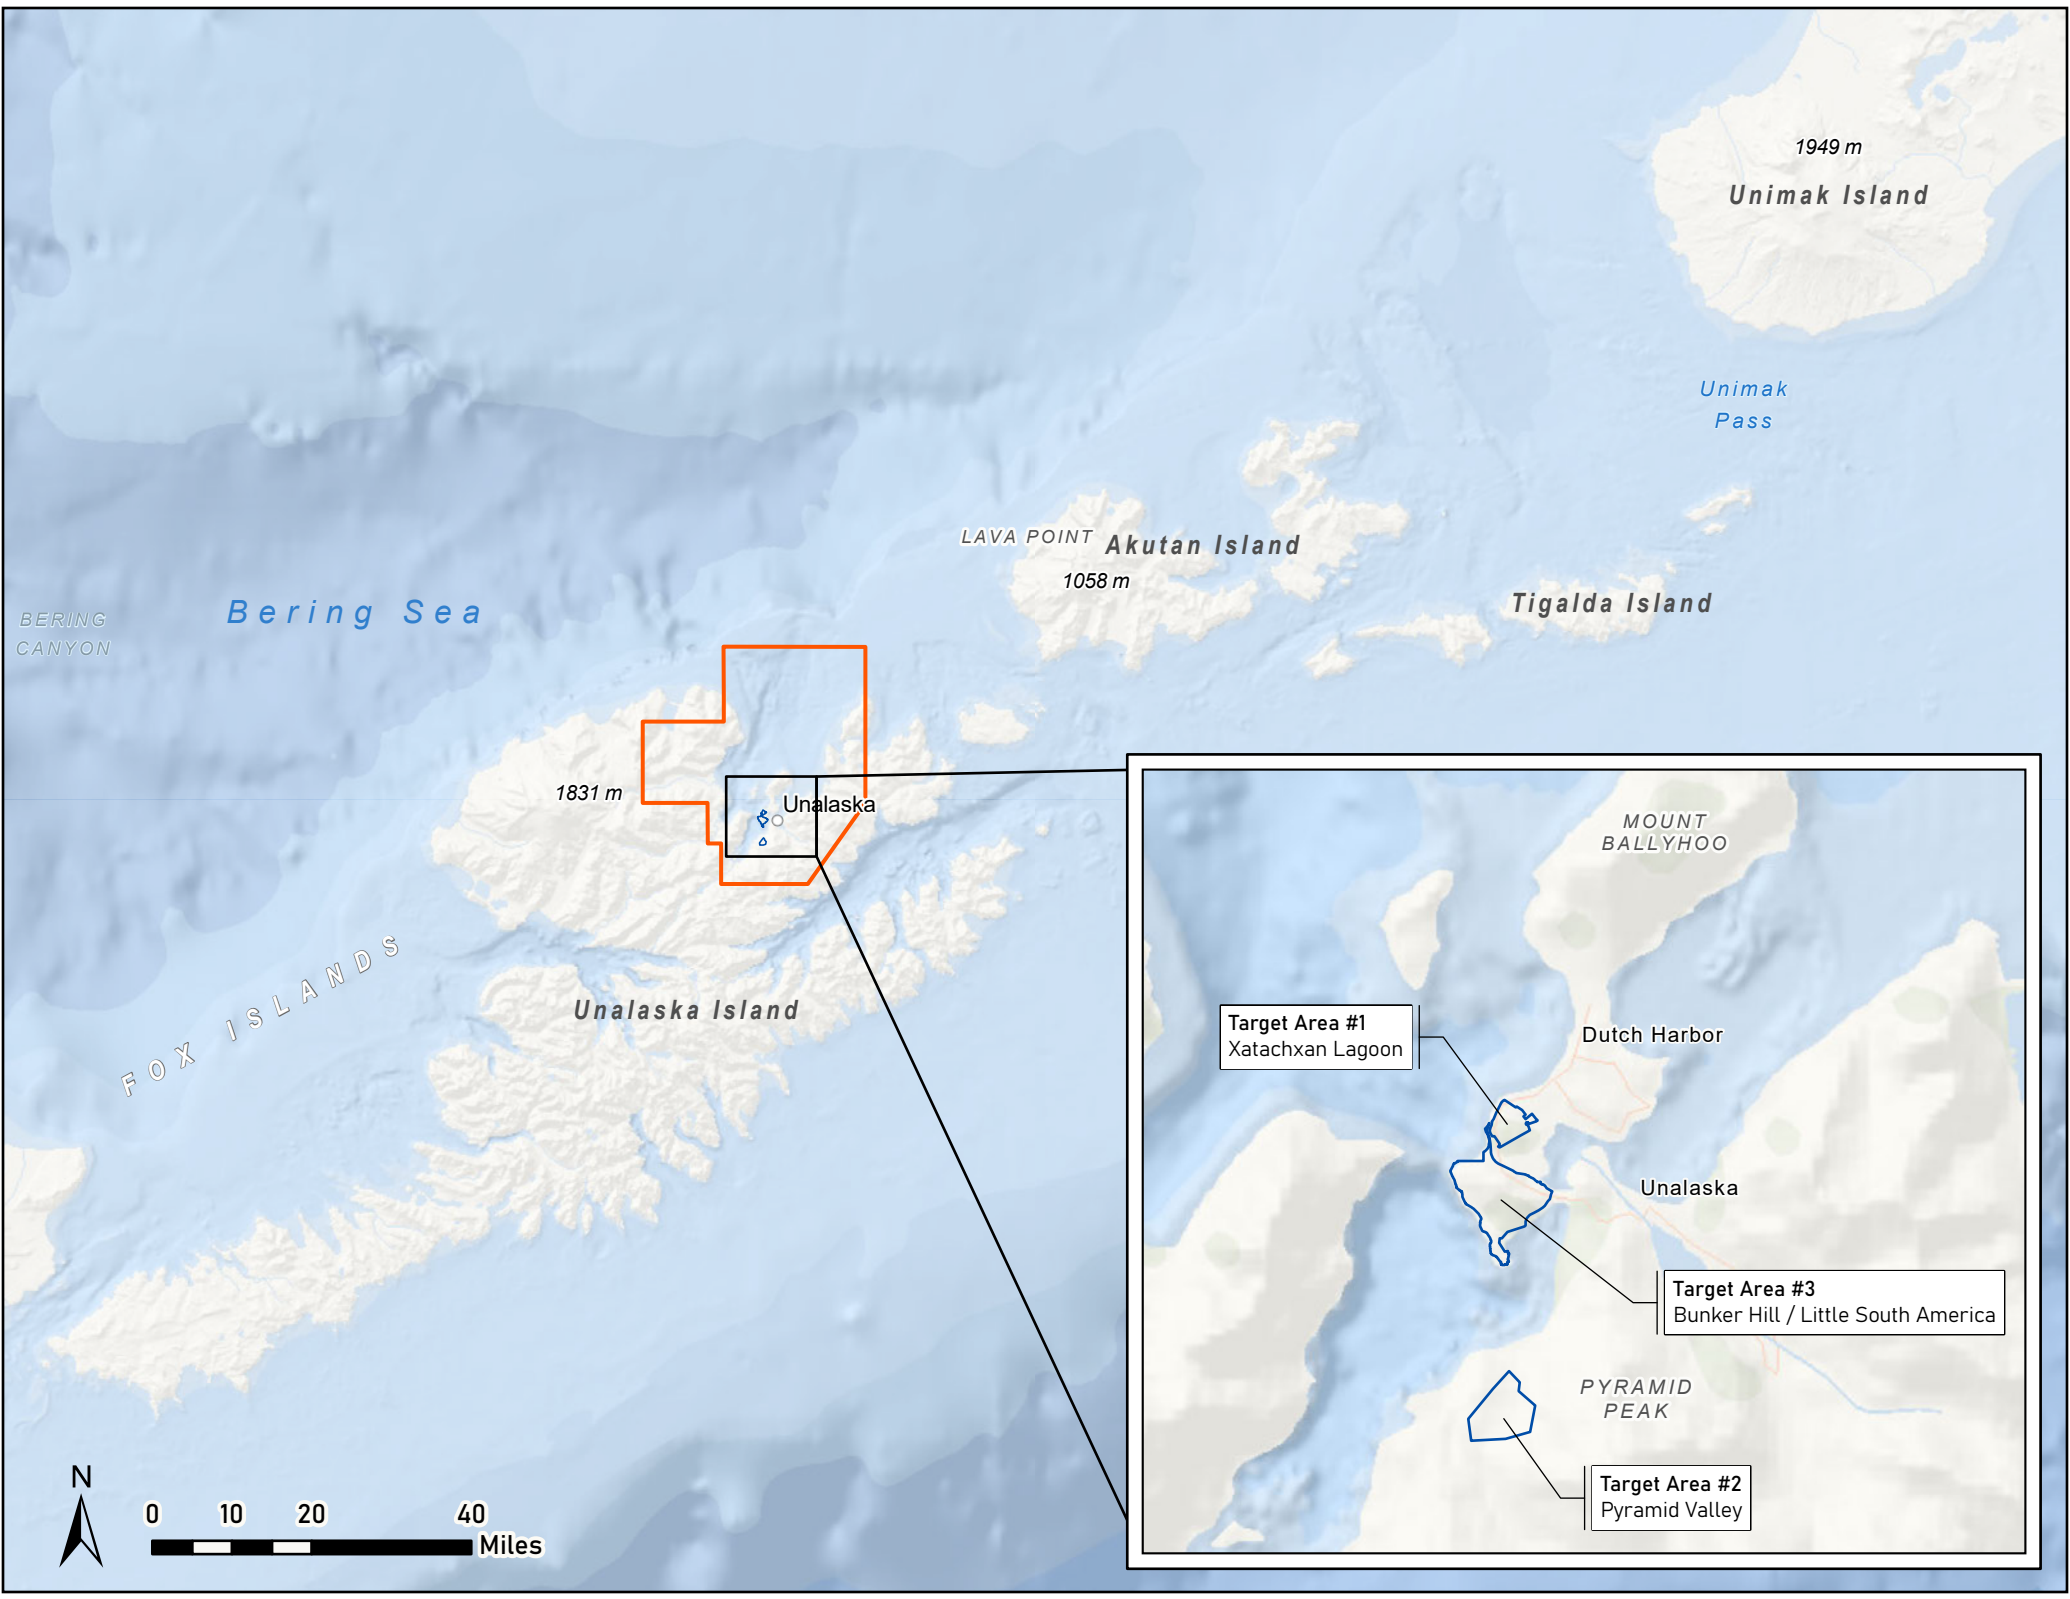 1949 m
Unimak Island
Unimak
Pass
LAVA POINT
Akutan Island
1058 m
Tigalda Island
BERING
CANYON
Bering Sea
1831 m
Unalaska
FOX ISLANDS
Unalaska Island
MOUNT
BALLYHOO
Target Area #1
Xatachxan Lagoon
Dutch Harbor
Unalaska
Target Area #3
Bunker Hill / Little South America
PYRAMID
PEAK
Target Area #2
Pyramid Valley
N
0 10 20 40
Miles